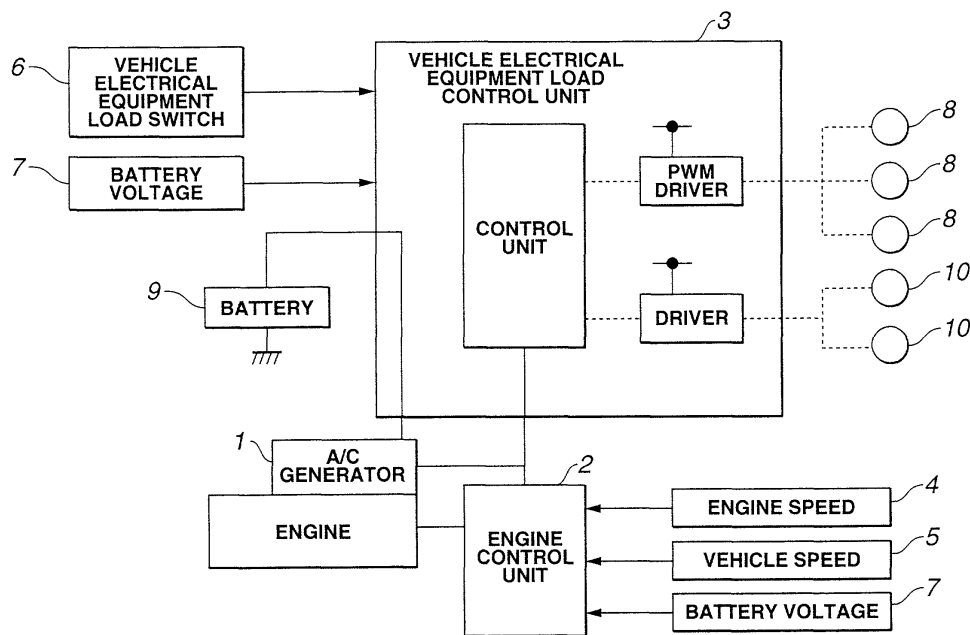 3
6
VEHICLE
ELECTRICAL
EQUIPMENT
LOAD SWITCH
VEHICLE ELECTRICAL
EQUIPMENT LOAD
CONTROL UNIT
7
BATTERY
VOLTAGE
CONTROL
UNIT
PWM
DRIVER
8
8
8
DRIVER
10
10
9
BATTERY
1
A/C
GENERATOR
ENGINE
2
ENGINE
CONTROL
UNIT
4
ENGINE SPEED
5
VEHICLE SPEED
7
BATTERY VOLTAGE